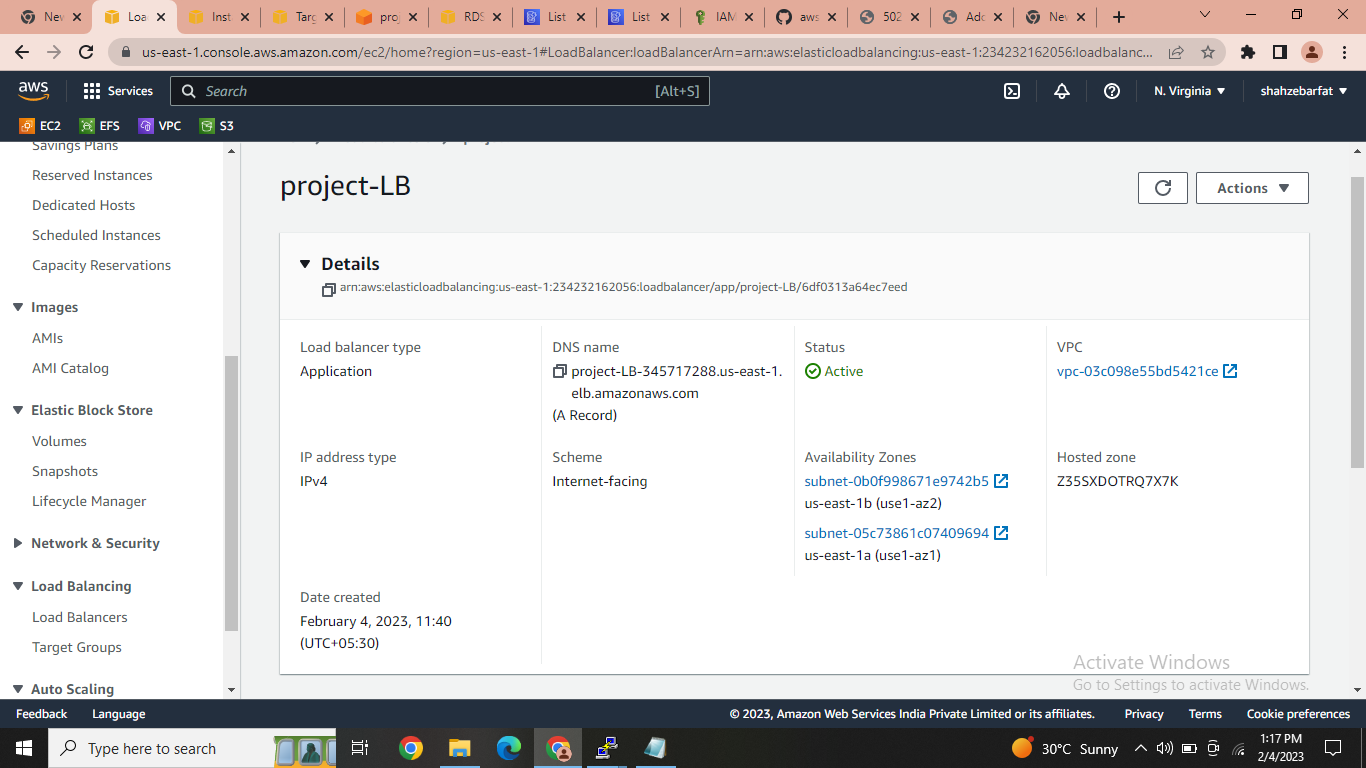 New
Loa
Inst
Targ
proj
RDS
List
List
IAM
aws
502
Add
New
us-east-1.console.aws.amazon.com/ec2/home?region=us-east-1#LoadBalancer:loadBalancerArn=arn:aws:elasticloadbalancing:us-east-1:234232162056:loadbalanc...
aws
Services
Search
[Alt+S]
N. Virginia
shahzebarfat
EC2
EFS
VPC
S3
Savings Plans
Reserved Instances
Dedicated Hosts
Scheduled Instances
Capacity Reservations
Images
AMIs
AMI Catalog
Elastic Block Store
Volumes
Snapshots
Lifecycle Manager
Network & Security
Load Balancing
Load Balancers
Target Groups
Auto Scaling
project-LB
Actions
Details
arn:aws:elasticloadbalancing:us-east-1:234232162056:loadbalancer/app/project-LB/6df0313a64ec7eed
Load balancer type
Application
DNS name
project-LB-345717288.us-east-1.
elb.amazonaws.com
(A Record)
Status
Active
VPC
vpc-03c098e55bd5421ce
IP address type
IPv4
Scheme
Internet-facing
Availability Zones
subnet-0b0f998671e9742b5
us-east-1b (use1-az2)
subnet-05c73861c07409694
us-east-1a (use1-az1)
Hosted zone
Z35SXDOTRQ7X7K
Date created
February 4, 2023, 11:40
(UTC+05:30)
Activate Windows
Go to Settings to activate Windows.
Feedback
Language
© 2023, Amazon Web Services India Private Limited or its affiliates.
Privacy
Terms
Cookie preferences
Type here to search
30°C Sunny
1:17 PM
2/4/2023